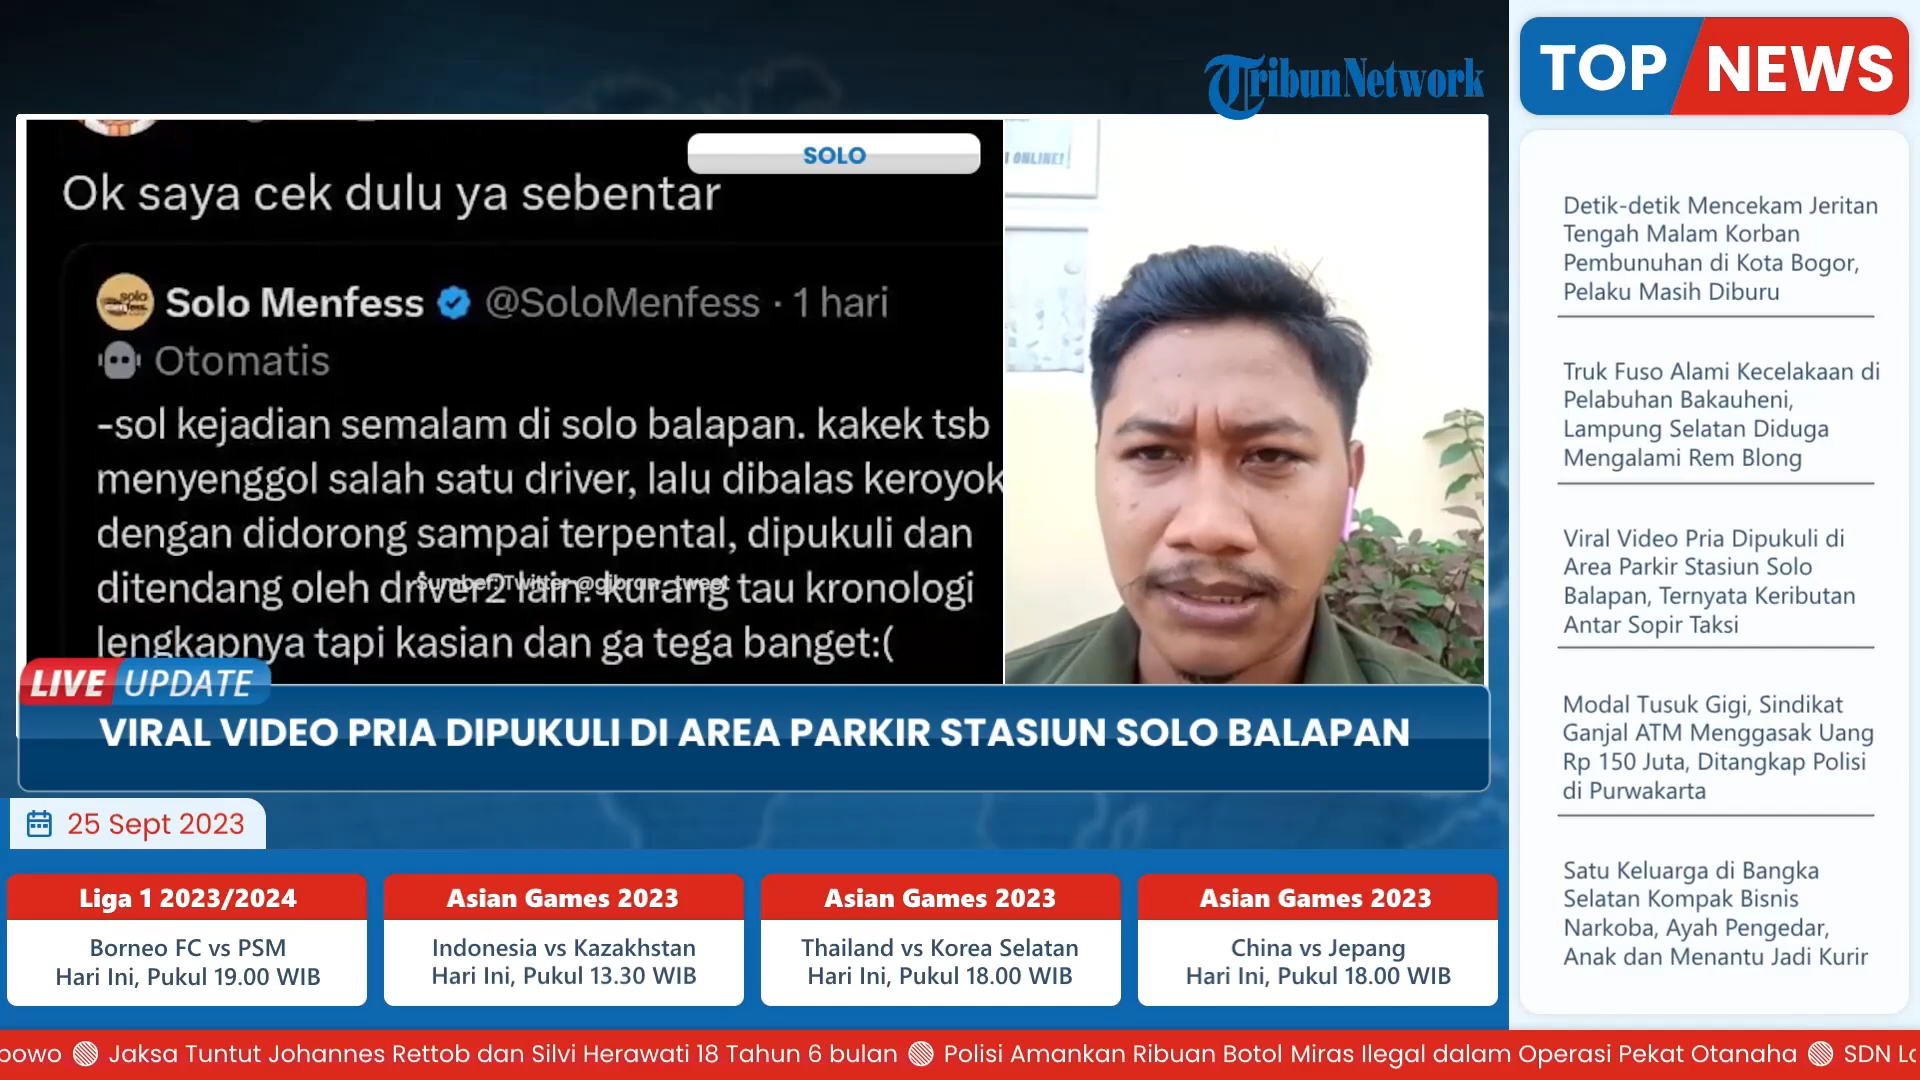 TribunNetwork
SOLO
I ONLINE!
Ok saya cek dulu ya sebentar
Solo Menfess @SoloMenfess · 1 hari
Otomatis
-sol kejadian semalam di solo balapan. kakek tsb
menyenggol salah satu driver, lalu dibalas keroyok
dengan didorong sampai terpental, dipukuli dan
ditendang oleh driver2 lain. kurang tau kronologi
Sumber: Twitter @gibran_tweet
lengkapnya tapi kasian dan ga tega banget:(
LIVE UPDATE
VIRAL VIDEO PRIA DIPUKULI DI AREA PARKIR STASIUN SOLO BALAPAN
25 Sept 2023
Liga 1 2023/2024
Borneo FC vs PSM
Hari Ini, Pukul 19.00 WIB
Asian Games 2023
Indonesia vs Kazakhstan
Hari Ini, Pukul 13.30 WIB
Asian Games 2023
Thailand vs Korea Selatan
Hari Ini, Pukul 18.00 WIB
Asian Games 2023
China vs Jepang
Hari Ini, Pukul 18.00 WIB
TOP NEWS
Detik-detik Mencekam Jeritan
Tengah Malam Korban
Pembunuhan di Kota Bogor,
Pelaku Masih Diburu
Truk Fuso Alami Kecelakaan di
Pelabuhan Bakauheni,
Lampung Selatan Diduga
Mengalami Rem Blong
Viral Video Pria Dipukuli di
Area Parkir Stasiun Solo
Balapan, Ternyata Keributan
Antar Sopir Taksi
Modal Tusuk Gigi, Sindikat
Ganjal ATM Menggasak Uang
Rp 150 Juta, Ditangkap Polisi
di Purwakarta
Satu Keluarga di Bangka
Selatan Kompak Bisnis
Narkoba, Ayah Pengedar,
Anak dan Menantu Jadi Kurir
bowo Jaksa Tuntut Johannes Rettob dan Silvi Herawati 18 Tahun 6 bulan Polisi Amankan Ribuan Botol Miras Ilegal dalam Operasi Pekat Otanaha SDN